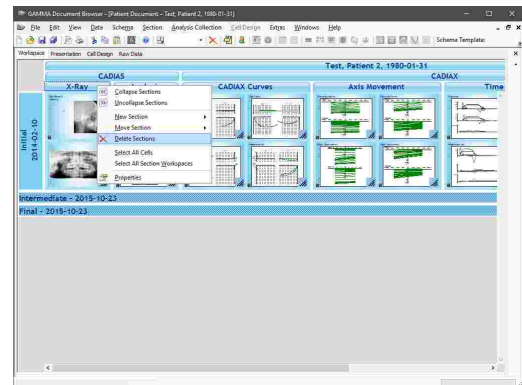 GAMMA Document Browser - [Patient Document - Test, Patient 2, 1980-01-31]
File Edit View Data Schema Section Analysis Collection Cell Design Extras Windows Help
Schema Template:
Workspace Presentation Cell Design Raw Data
Test, Patient 2, 1980-01-31
CADIAS CADIAX
X-Ray CADIAX Curves Axis Movement Time
Initial
2014-02-10
Collapse Sections
Uncollapse Sections
New Section
Move Section
Delete Sections
Select All Cells
Select All Section Workspaces
Properties
Intermediate - 2015-10-23
Final - 2015-10-23